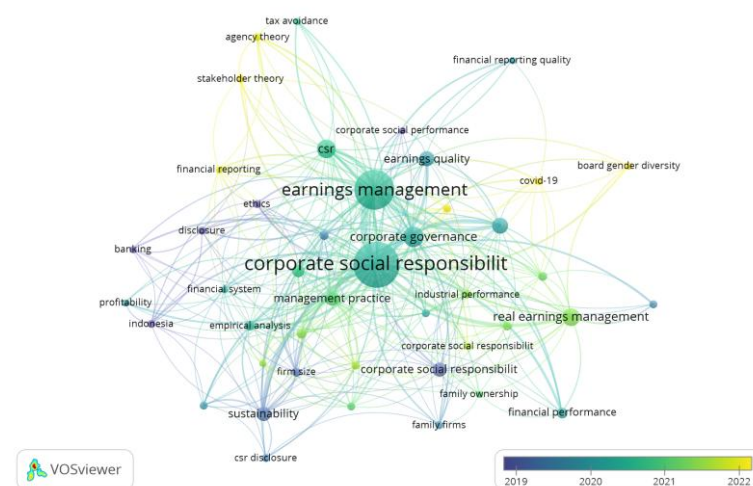 tax avoidance
agency theory
financial reporting quality
stakeholder theory
corporate social performance
csr
earnings quality
board gender diversity
financial reporting
covid-19
earnings management
ethics
disclosure
corporate governance
banking
corporate social responsibilit
financial system
management practice
industrial performance
profitability
real earnings management
indonesia
empirical analysis
corporate social responsibilit
firm size
corporate social responsibilit
family ownership
sustainability
financial performance
family firms
csr disclosure
VOSviewer
2019 2020 2021 2022